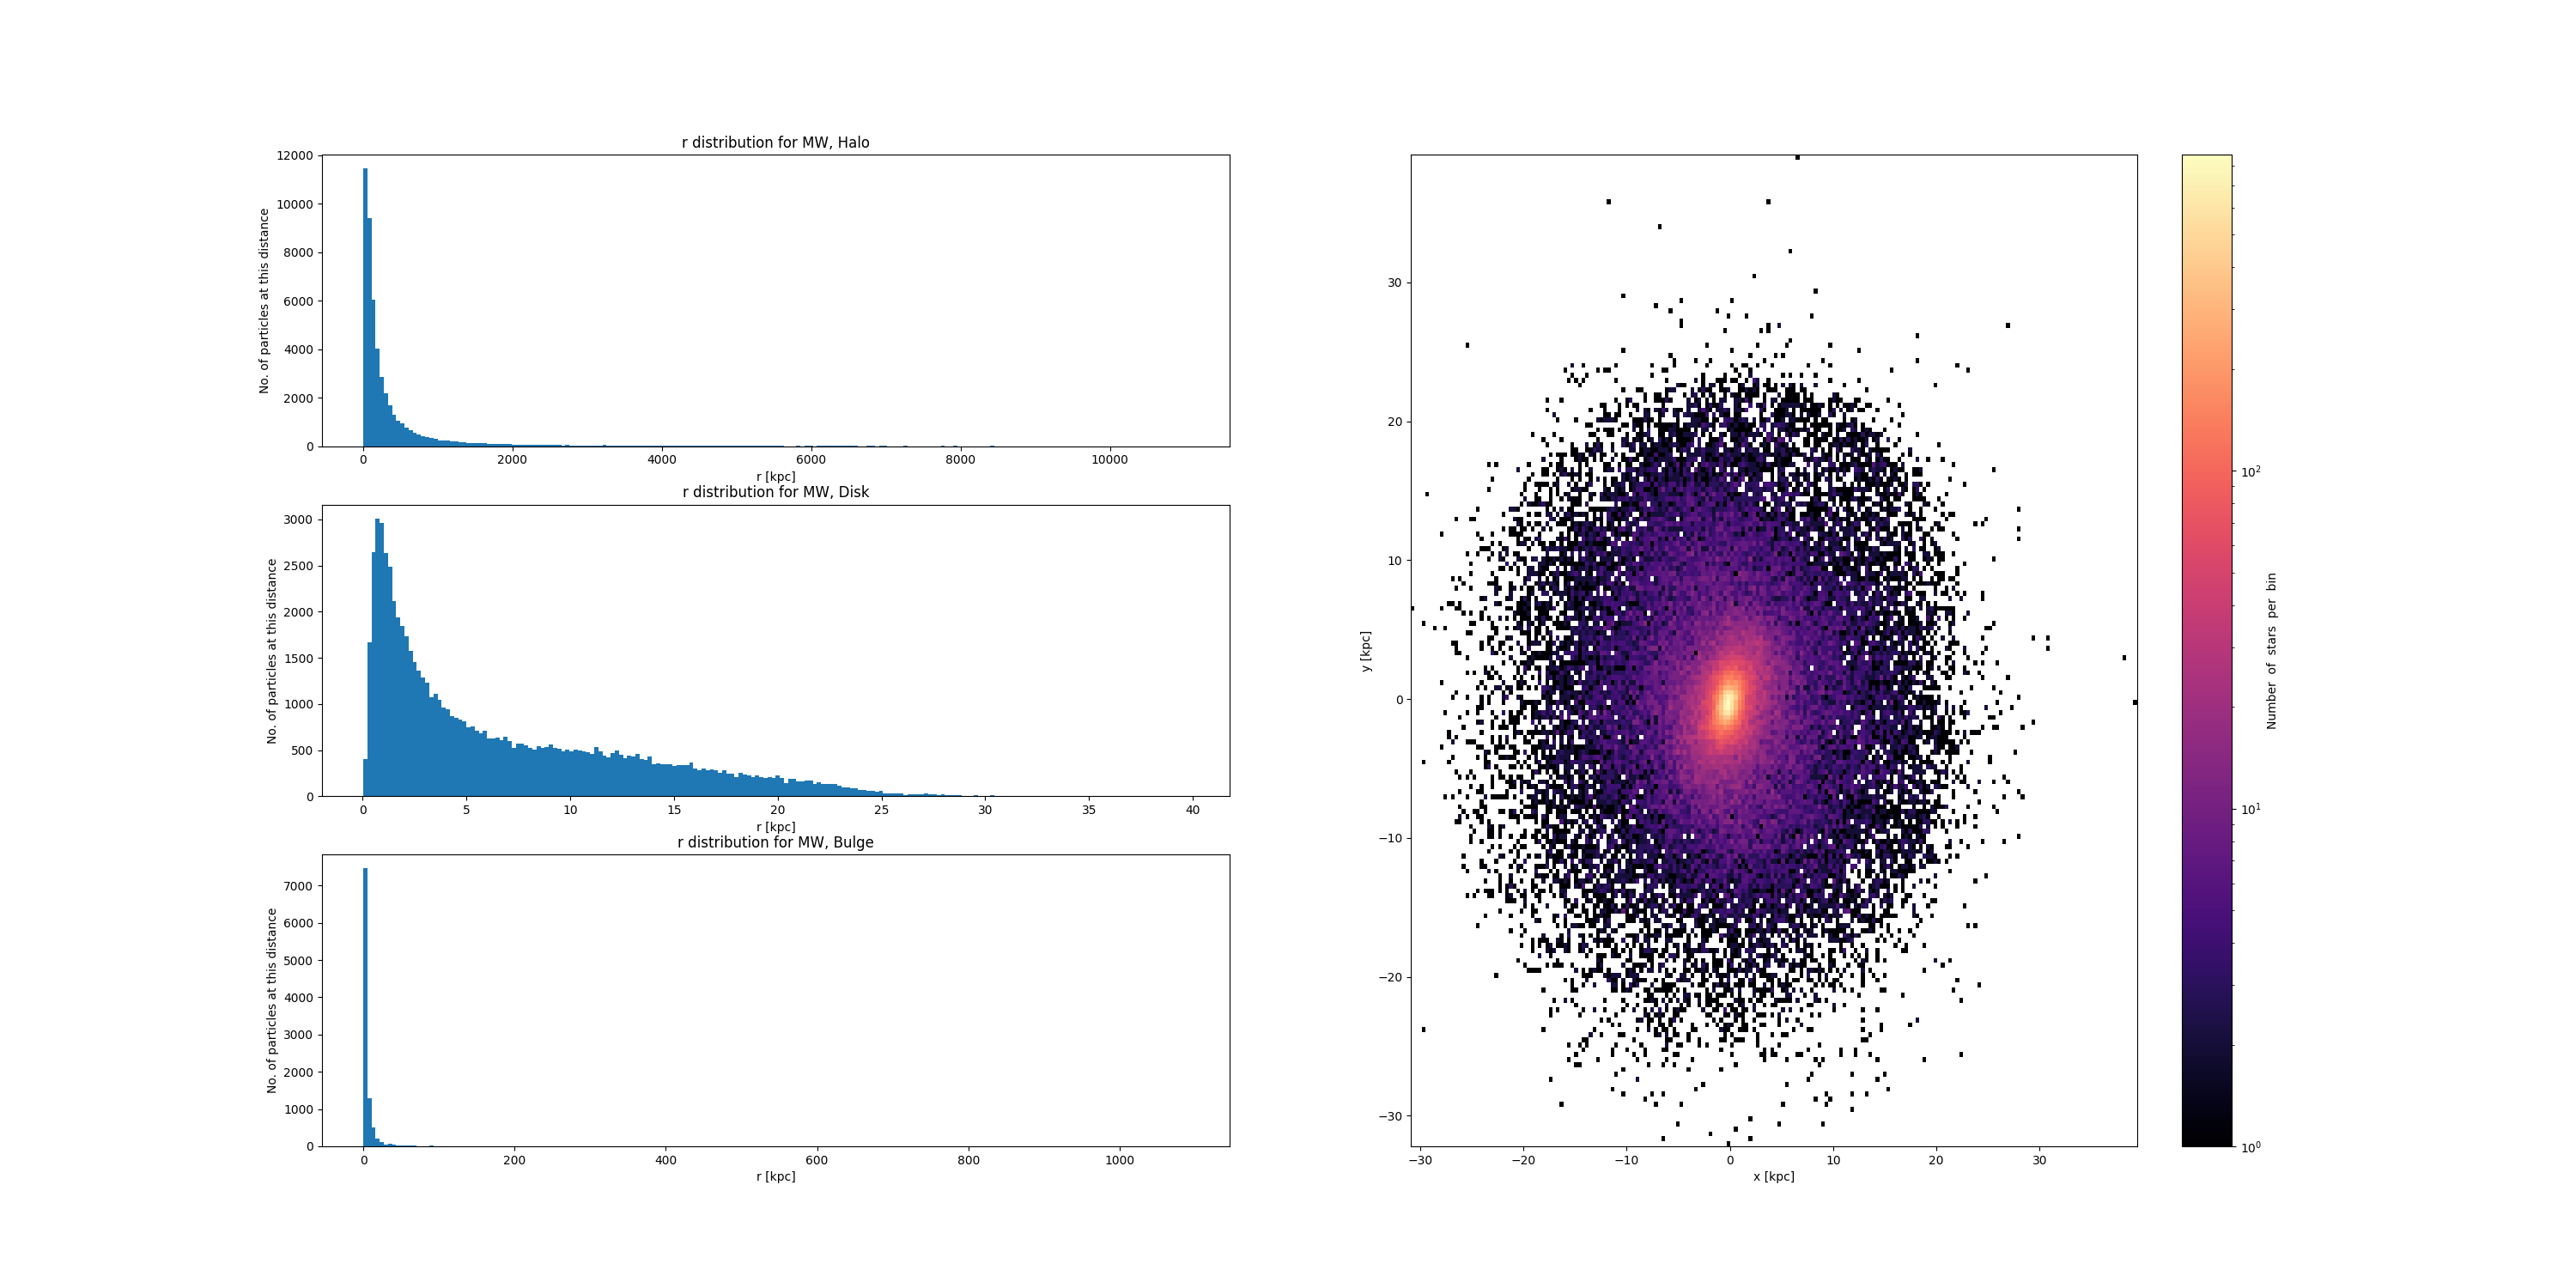 r distribution for MW, Halo
No. of particles at this distance
12000
10000
8000
6000
4000
2000
0
0 2000 4000 6000 8000 10000
r [kpc]
r distribution for MW, Disk
No. of particles at this distance
3000
2500
2000
1500
1000
500
0
0 5 10 15 20 25 30 35 40
r [kpc]
r distribution for MW, Bulge
No. of particles at this distance
7000
6000
5000
4000
3000
2000
1000
0
0 200 400 600 800 1000
r [kpc]
y [kpc]
30
20
10
0
−10
−20
−30
−30 −20 −10 0 10 20 30
x [kpc]
10²
10¹
10⁰
Number of stars per bin